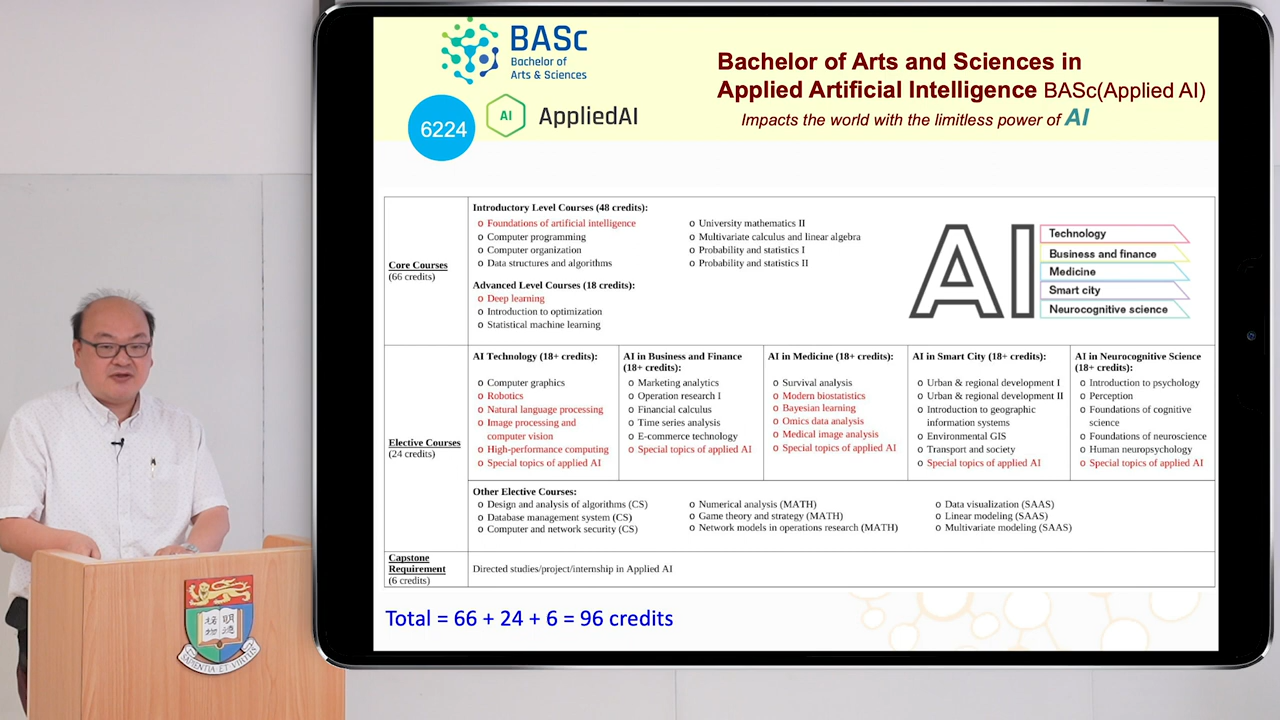 BASc
Bachelor of
Arts & Sciences
6224
AI
AppliedAI
Bachelor of Arts and Sciences in
Applied Artificial Intelligence BASc(Applied AI)
Impacts the world with the limitless power of AI
Core Courses
(66 credits)
Introductory Level Courses (48 credits):
o Foundations of artificial intelligence
o Computer programming
o Computer organization
o Data structures and algorithms
o University mathematics II
o Multivariate calculus and linear algebra
o Probability and statistics I
o Probability and statistics II
Advanced Level Courses (18 credits):
o Deep learning
o Introduction to optimization
o Statistical machine learning
AI
Technology
Business and finance
Medicine
Smart city
Neurocognitive science
Elective Courses
(24 credits)
AI Technology (18+ credits):
o Computer graphics
o Robotics
o Natural language processing
o Image processing and
computer vision
o High-performance computing
o Special topics of applied AI
AI in Business and Finance
(18+ credits):
o Marketing analytics
o Operation research I
o Financial calculus
o Time series analysis
o E-commerce technology
o Special topics of applied AI
AI in Medicine (18+ credits):
o Survival analysis
o Modern biostatistics
o Bayesian learning
o Omics data analysis
o Medical image analysis
o Special topics of applied AI
AI in Smart City (18+ credits):
o Urban & regional development I
o Urban & regional development II
o Introduction to geographic
information systems
o Environmental GIS
o Transport and society
o Special topics of applied AI
AI in Neurocognitive Science
(18+ credits):
o Introduction to psychology
o Perception
o Foundations of cognitive
science
o Foundations of neuroscience
o Human neuropsychology
o Special topics of applied AI
Other Elective Courses:
o Design and analysis of algorithms (CS)
o Database management system (CS)
o Computer and network security (CS)
o Numerical analysis (MATH)
o Game theory and strategy (MATH)
o Network models in operations research (MATH)
o Data visualization (SAAS)
o Linear modeling (SAAS)
o Multivariate modeling (SAAS)
Capstone
Requirement
(6 credits)
Directed studies/project/internship in Applied AI
Total = 66 + 24 + 6 = 96 credits
明德
格物
SAPIENTIA ET VIRTUS